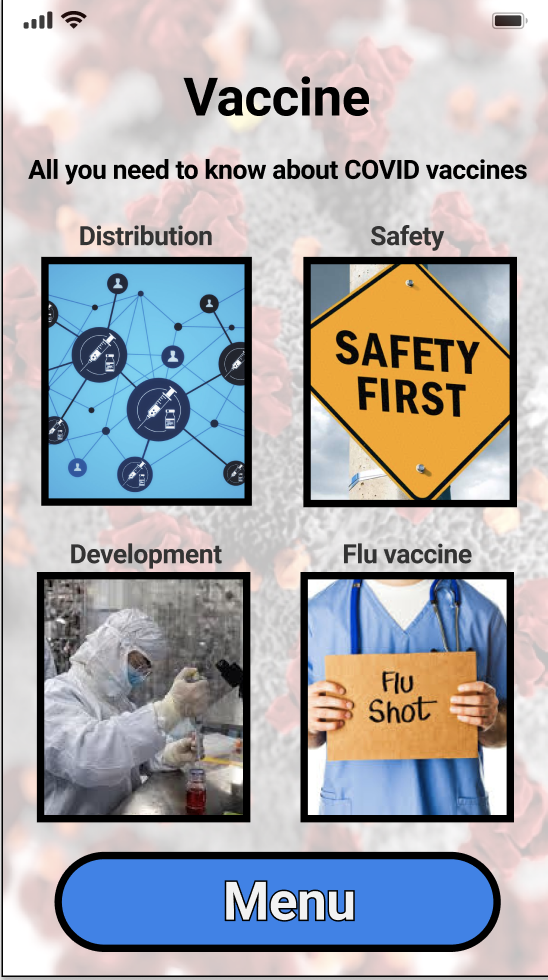 Vaccine
All you need to know about COVID vaccines
Distribution
Safety
SAFETY
FIRST
Development
Flu vaccine
Flu
Shot
Menu